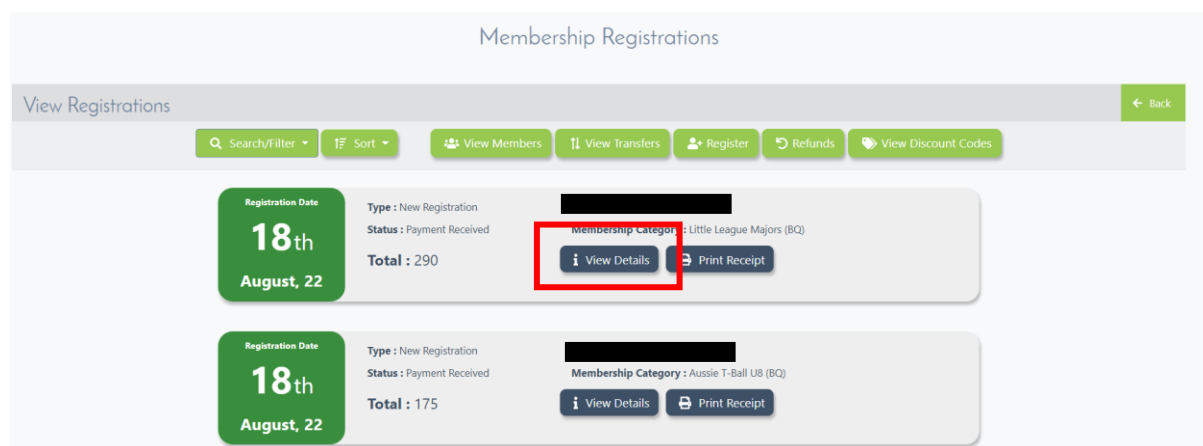 Membership Registrations
View Registrations
Back
Search/Filter Sort View Members View Transfers Register Refunds View Discount Codes
Registration Date
18th
August, 22
Type : New Registration
Status : Payment Received
Total : 290
Membership Category : Little League Majors (BQ)
View Details Print Receipt
Registration Date
18th
August, 22
Type : New Registration
Status : Payment Received
Total : 175
Membership Category : Aussie T-Ball U8 (BQ)
View Details Print Receipt